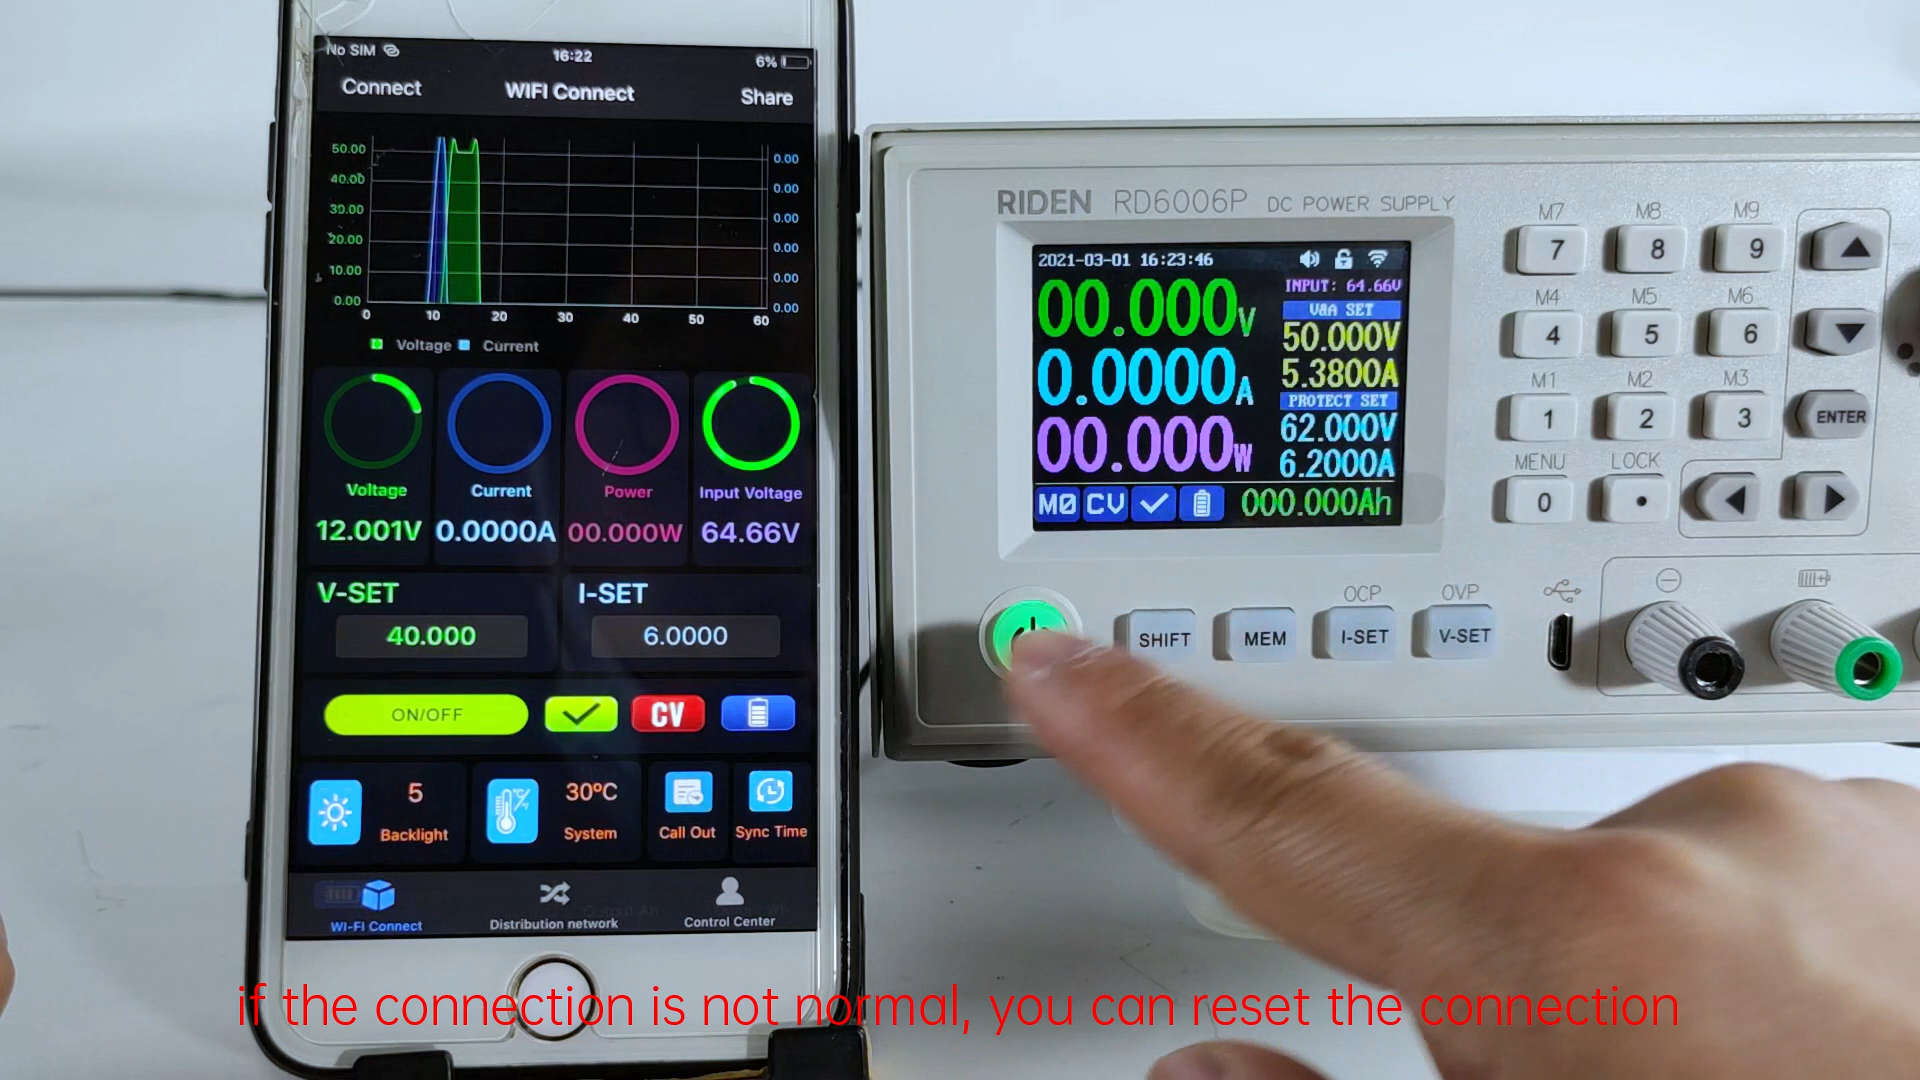 No SIM
16:22
6%
Connect
WIFI Connect
Share
50.00
40.00
30.00
20.00
10.00
0.00
0.00
0.00
0.00
0.00
0.00
0.00
0 10 20 30 40 50 60
Voltage Current
Voltage
12.001V
Current
0.0000A
Power
00.000W
Input Voltage
64.66V
V-SET
40.000
I-SET
6.0000
ON/OFF
CV
5
Backlight
30°C
System
°C/°F
Call Out
Sync Time
WI-FI Connect
Distribution network
Control Center
RIDEN RD6006P DC POWER SUPPLY
2021-03-01 16:23:46
INPUT: 64.66V
00.000V
0.0000A
00.000W
V&A SET
50.000V
5.3800A
PROTECT SET
62.000V
6.2000A
M0 CV
000.000Ah
M7 M8 M9
7 8 9
M4 M5 M6
4 5 6
M1 M2 M3
1 2 3
ENTER
MENU LOCK
0 .
OCP OVP
SHIFT MEM I-SET V-SET
if the connection is not normal, you can reset the connection